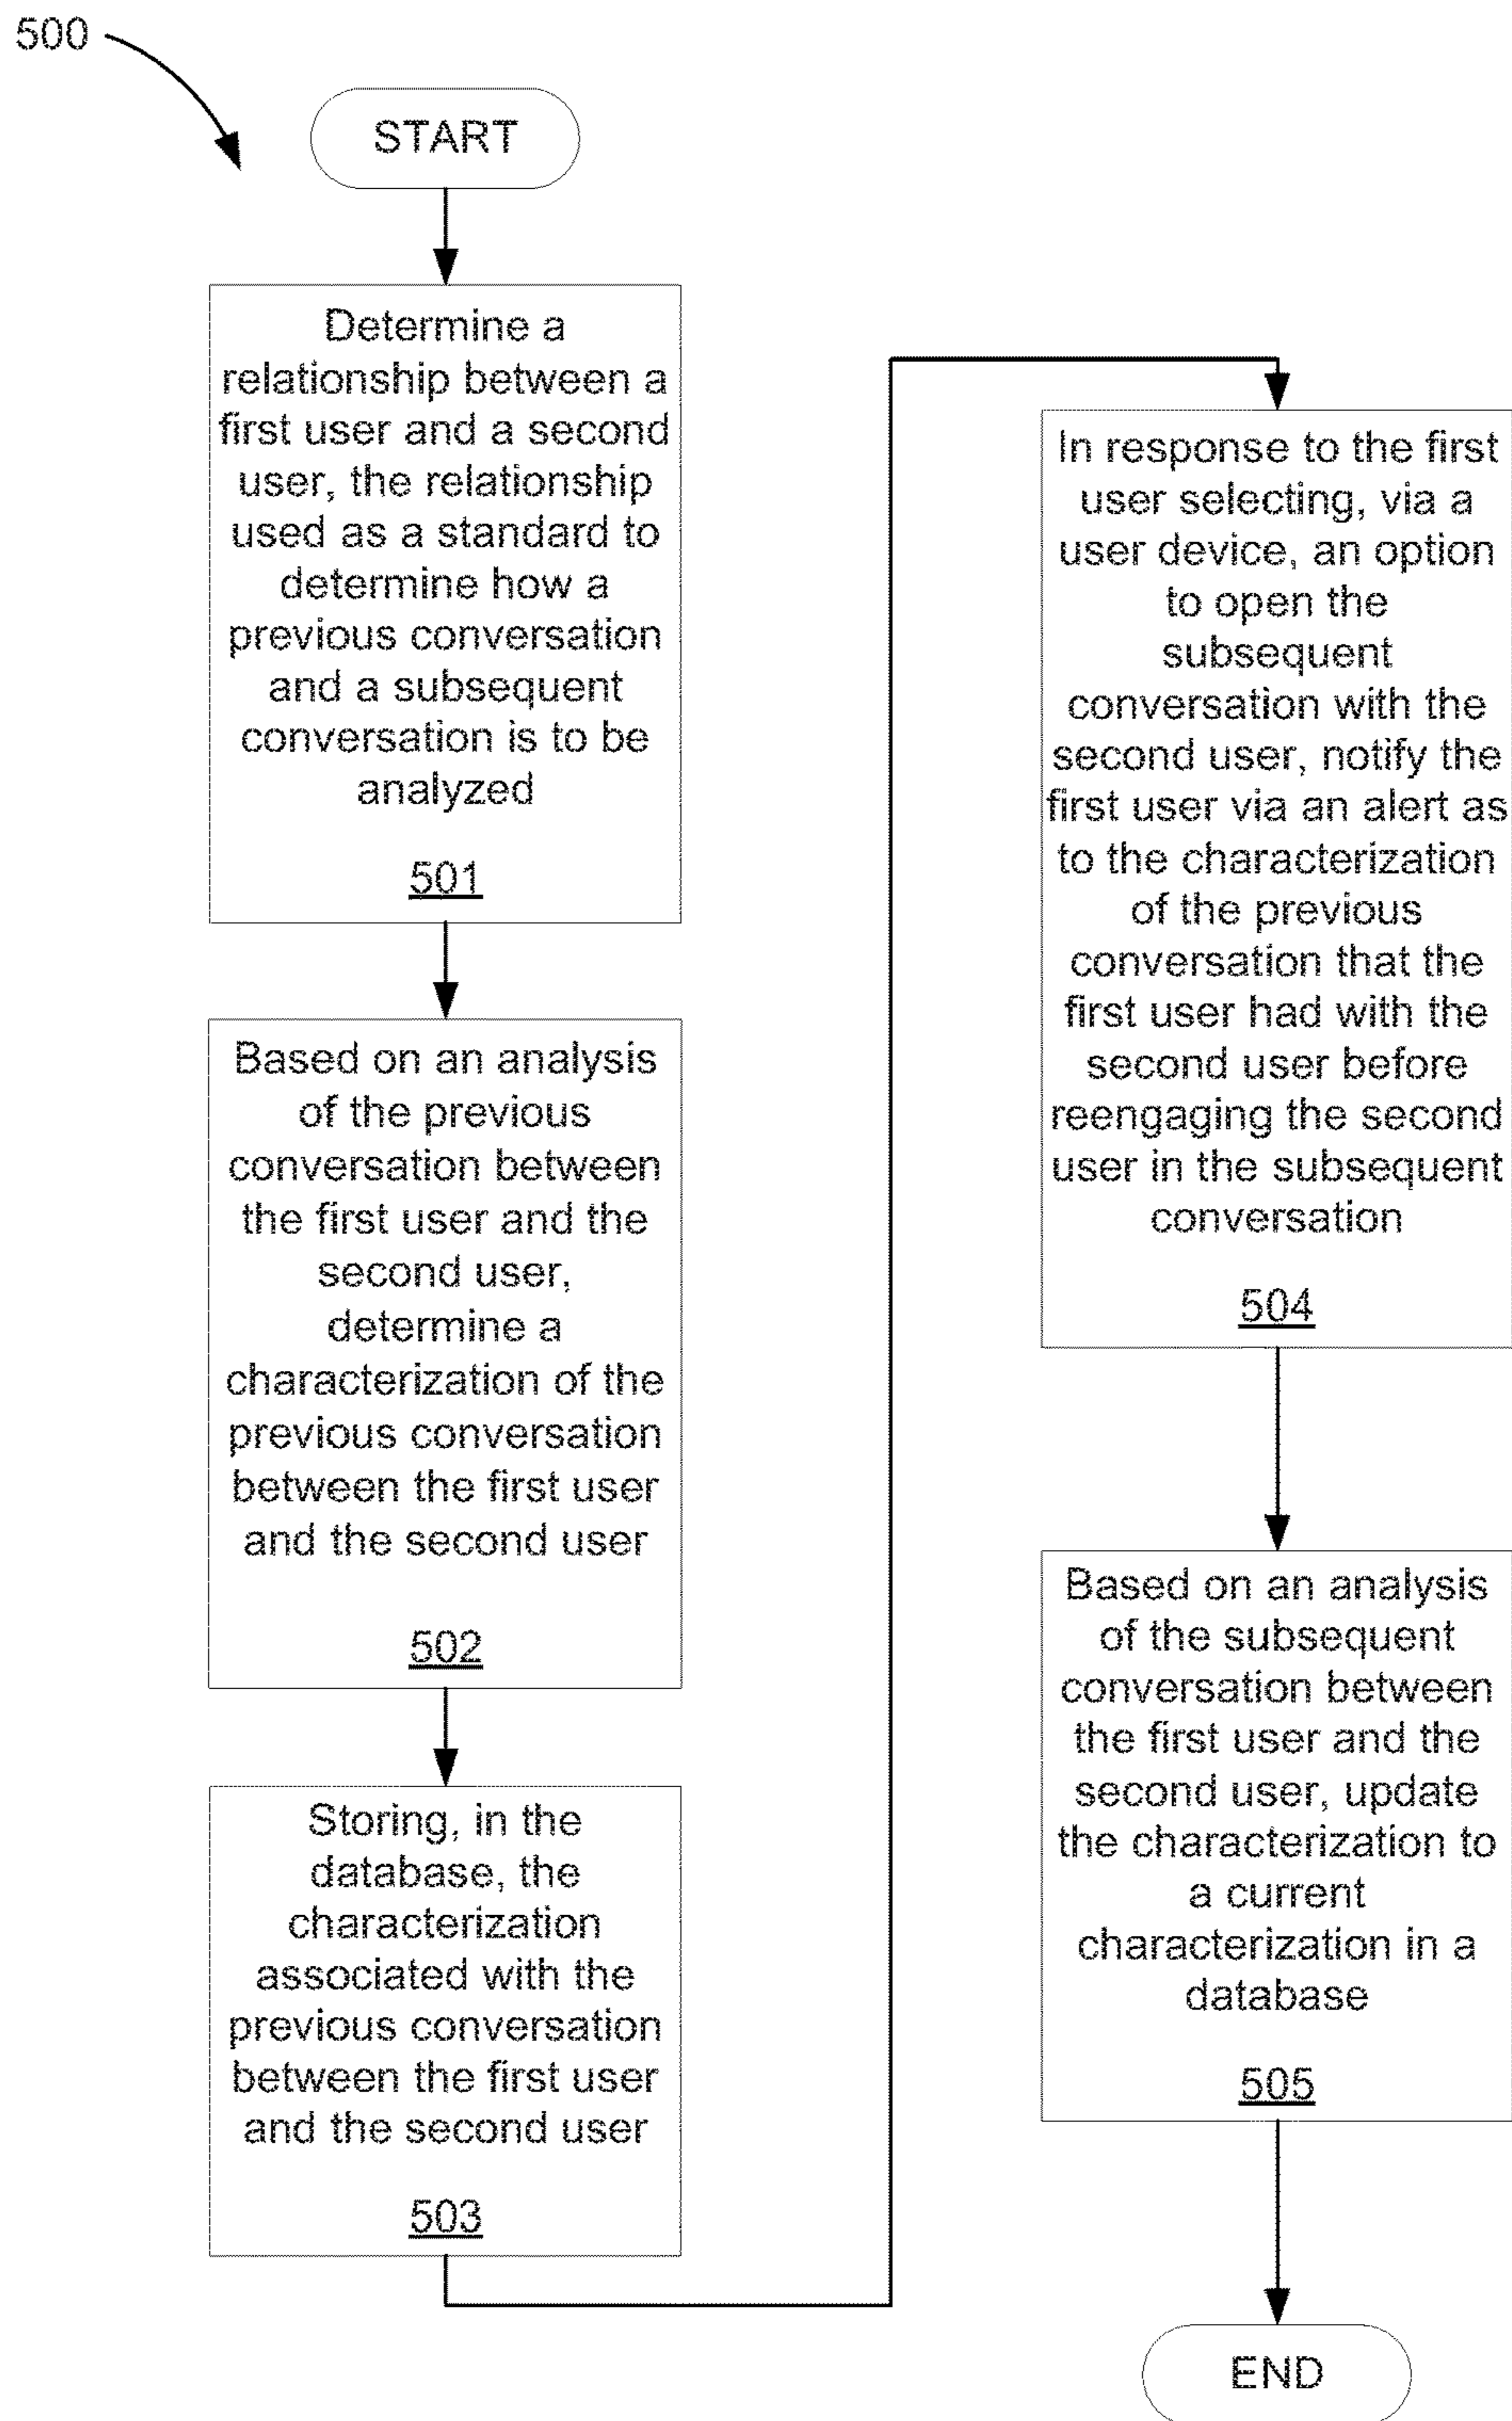 500
START
Determine a
relationship between a
first user and a second
user, the relationship
used as a standard to
determine how a
previous conversation
and a subsequent
conversation is to be
analyzed
501
Based on an analysis
of the previous
conversation between
the first user and the
second user,
determine a
characterization of the
previous conversation
between the first user
and the second user
502
Storing, in the
database, the
characterization
associated with the
previous conversation
between the first user
and the second user
503
In response to the first
user selecting, via a
user device, an option
to open the
subsequent
conversation with the
second user, notify the
first user via an alert as
to the characterization
of the previous
conversation that the
first user had with the
second user before
reengaging the second
user in the subsequent
conversation
504
Based on an analysis
of the subsequent
conversation between
the first user and the
second user, update
the characterization to
a current
characterization in a
database
505
END